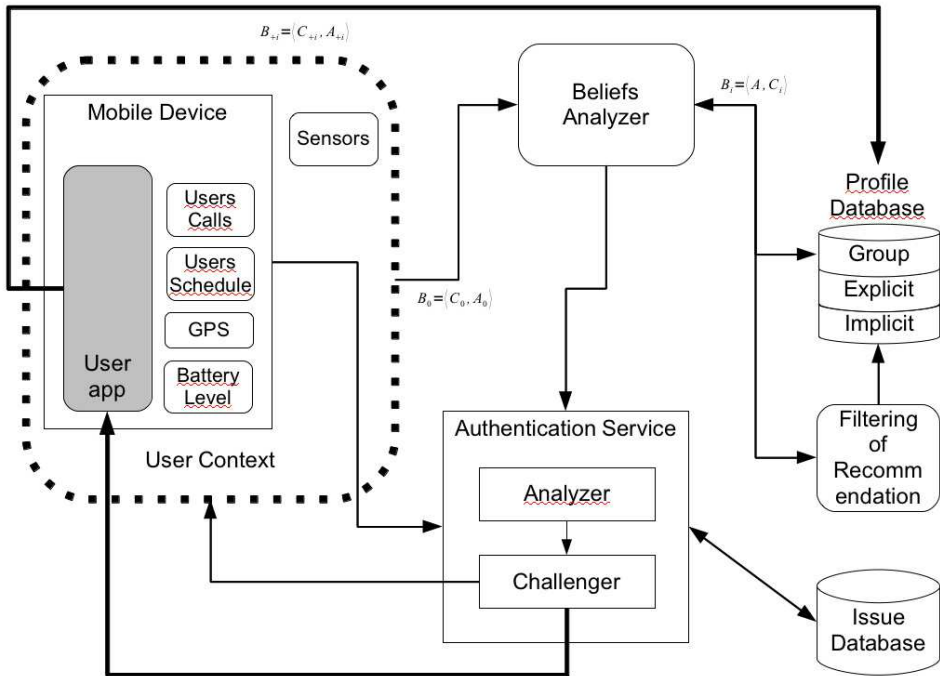 B₊ᵢ=(C₊ᵢ, A₊ᵢ)
Mobile Device
Sensors
Users
Calls
Users
Schedule
GPS
Battery
Level
User
app
User Context
B₀=(C₀, A₀)
Beliefs
Analyzer
Bᵢ=(A, Cᵢ)
Profile
Database
Group
Explicit
Implicit
Filtering
of
Recomm
endation
Authentication Service
Analyzer
Challenger
Issue
Database